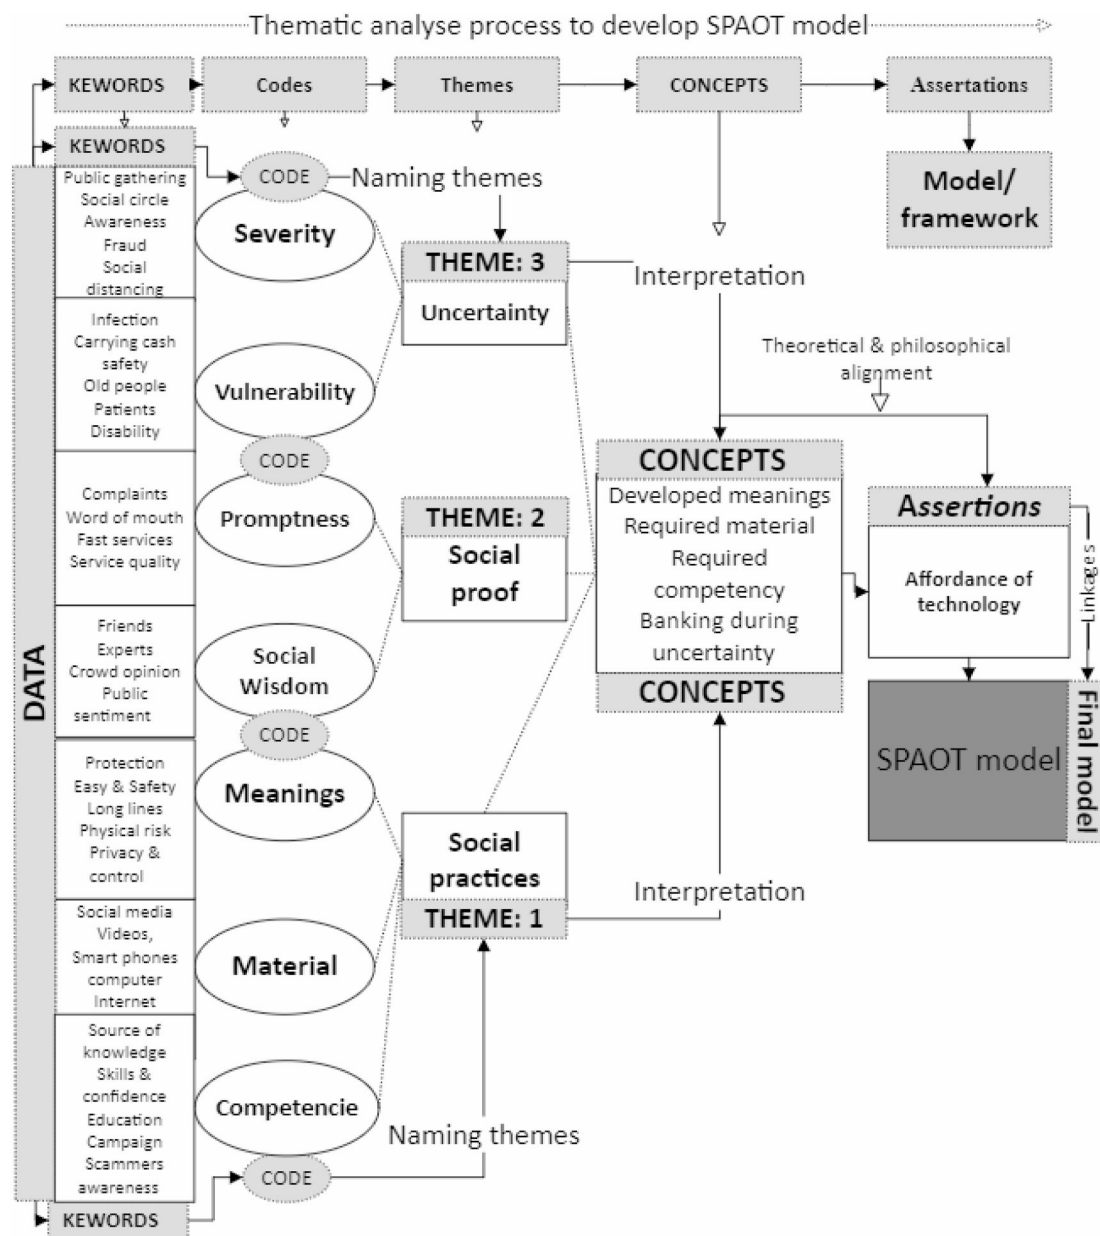 Thematic analyse process to develop SPAOT model
KEWORDS
Codes
Themes
CONCEPTS
Assertations
Model/
framework
DATA
KEWORDS
Public gathering
Social circle
Awareness
Fraud
Social
distancing
Infection
Carrying cash
safety
Old people
Patients
Disability
Complaints
Word of mouth
Fast services
Service quality
Friends
Experts
Crowd opinion
Public
sentiment
Protection
Easy & Safety
Long lines
Physical risk
Privacy &
control
Social media
Videos,
Smart phones
computer
Internet
Source of
knowledge
Skills &
confidence
Education
Campaign
Scammers
awareness
KEWORDS
CODE
Severity
Vulnerability
CODE
Promptness
Social
Wisdom
CODE
Meanings
Material
Competencie
CODE
Naming themes
THEME: 3
Uncertainty
THEME: 2
Social
proof
Social
practices
THEME: 1
Naming themes
Interpretation
Theoretical & philosophical
alignment
CONCEPTS
Developed meanings
Required material
Required
competency
Banking during
uncertainty
CONCEPTS
Interpretation
Assertions
Affordance of
technology
Linkages
SPAOT model
Final model